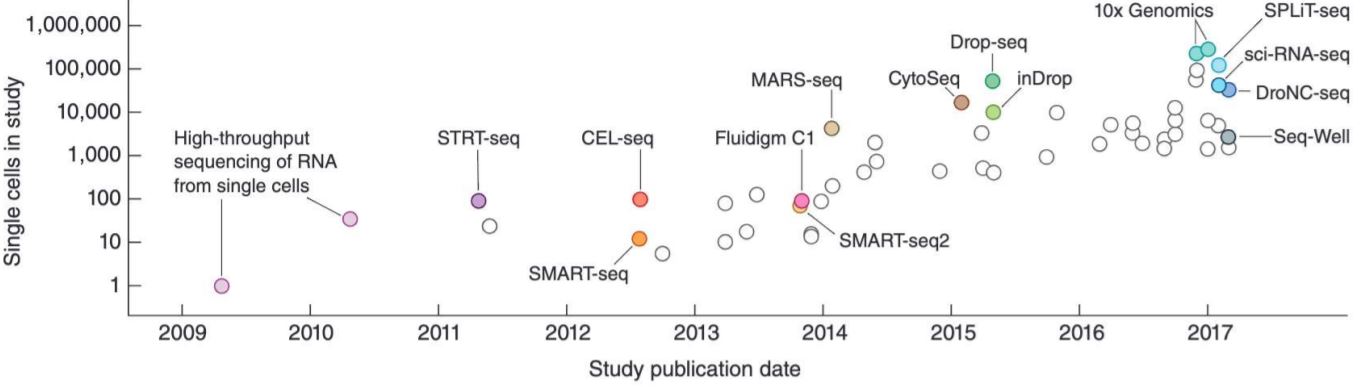 10x Genomics
SPLiT-seq
1,000,000
Drop-seq
sci-RNA-seq
100,000
MARS-seq
CytoSeq
inDrop
DroNC-seq
10,000
High-throughput
sequencing of RNA
from single cells
STRT-seq
CEL-seq
Fluidigm C1
Seq-Well
1,000
100
10
SMART-seq2
SMART-seq
1
Single cells in study
2009
2010
2011
2012
2013
2014
2015
2016
2017
Study publication date